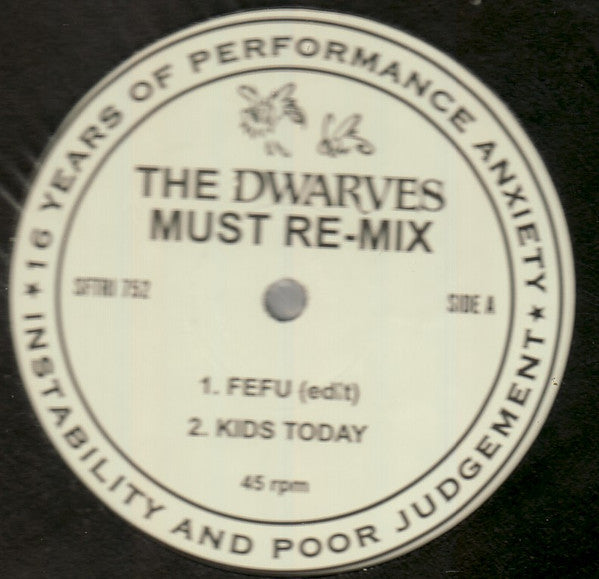 ★ 16 YEARS OF PERFORMANCE ANXIETY ★
INSTABILITY AND POOR JUDGEMENT
THE DWARVES
MUST RE-MIX
SFTRI 752
SIDE A
1. FEFU (edit)
2. KIDS TODAY
45 rpm